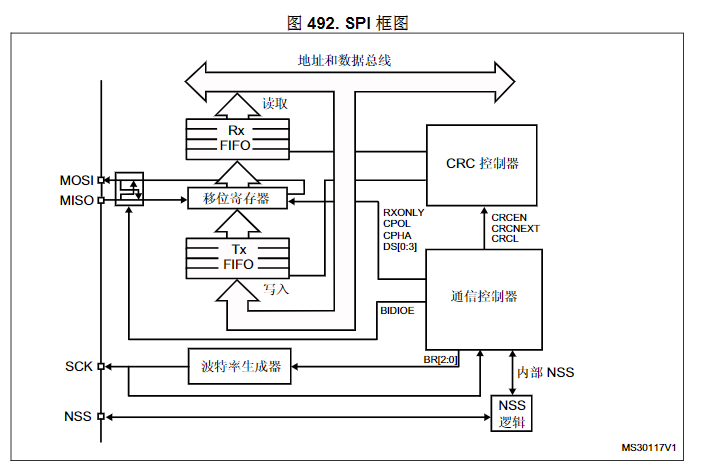 图 492. SPI 框图
地址和数据总线
读取
Rx
FIFO
CRC 控制器
MOSI
MISO
移位寄存器
RXONLY
CPOL
CPHA
DS[0:3]
CRCEN
CRCNEXT
CRCL
Tx
FIFO
写入
通信控制器
BIDIOE
BR[2:0]
SCK
波特率生成器
内部 NSS
NSS
NSS
逻辑
MS30117V1